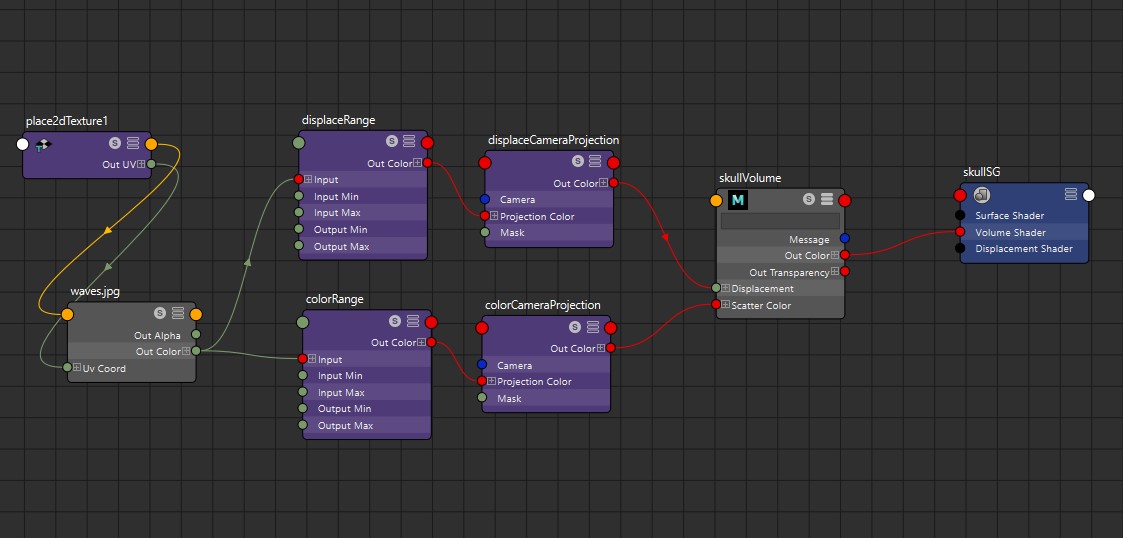 place2dTexture1
S
Out UV
waves.jpg
S
Out Alpha
Out Color
Uv Coord
displaceRange
S
Out Color
Input
Input Min
Input Max
Output Min
Output Max
colorRange
S
Out Color
Input
Input Min
Input Max
Output Min
Output Max
displaceCameraProjection
S
Out Color
Camera
Projection Color
Mask
colorCameraProjection
S
Out Color
Camera
Projection Color
Mask
skullVolume
M S
Message
Out Color
Out Transparency
Displacement
Scatter Color
skullSG
Surface Shader
Volume Shader
Displacement Shader